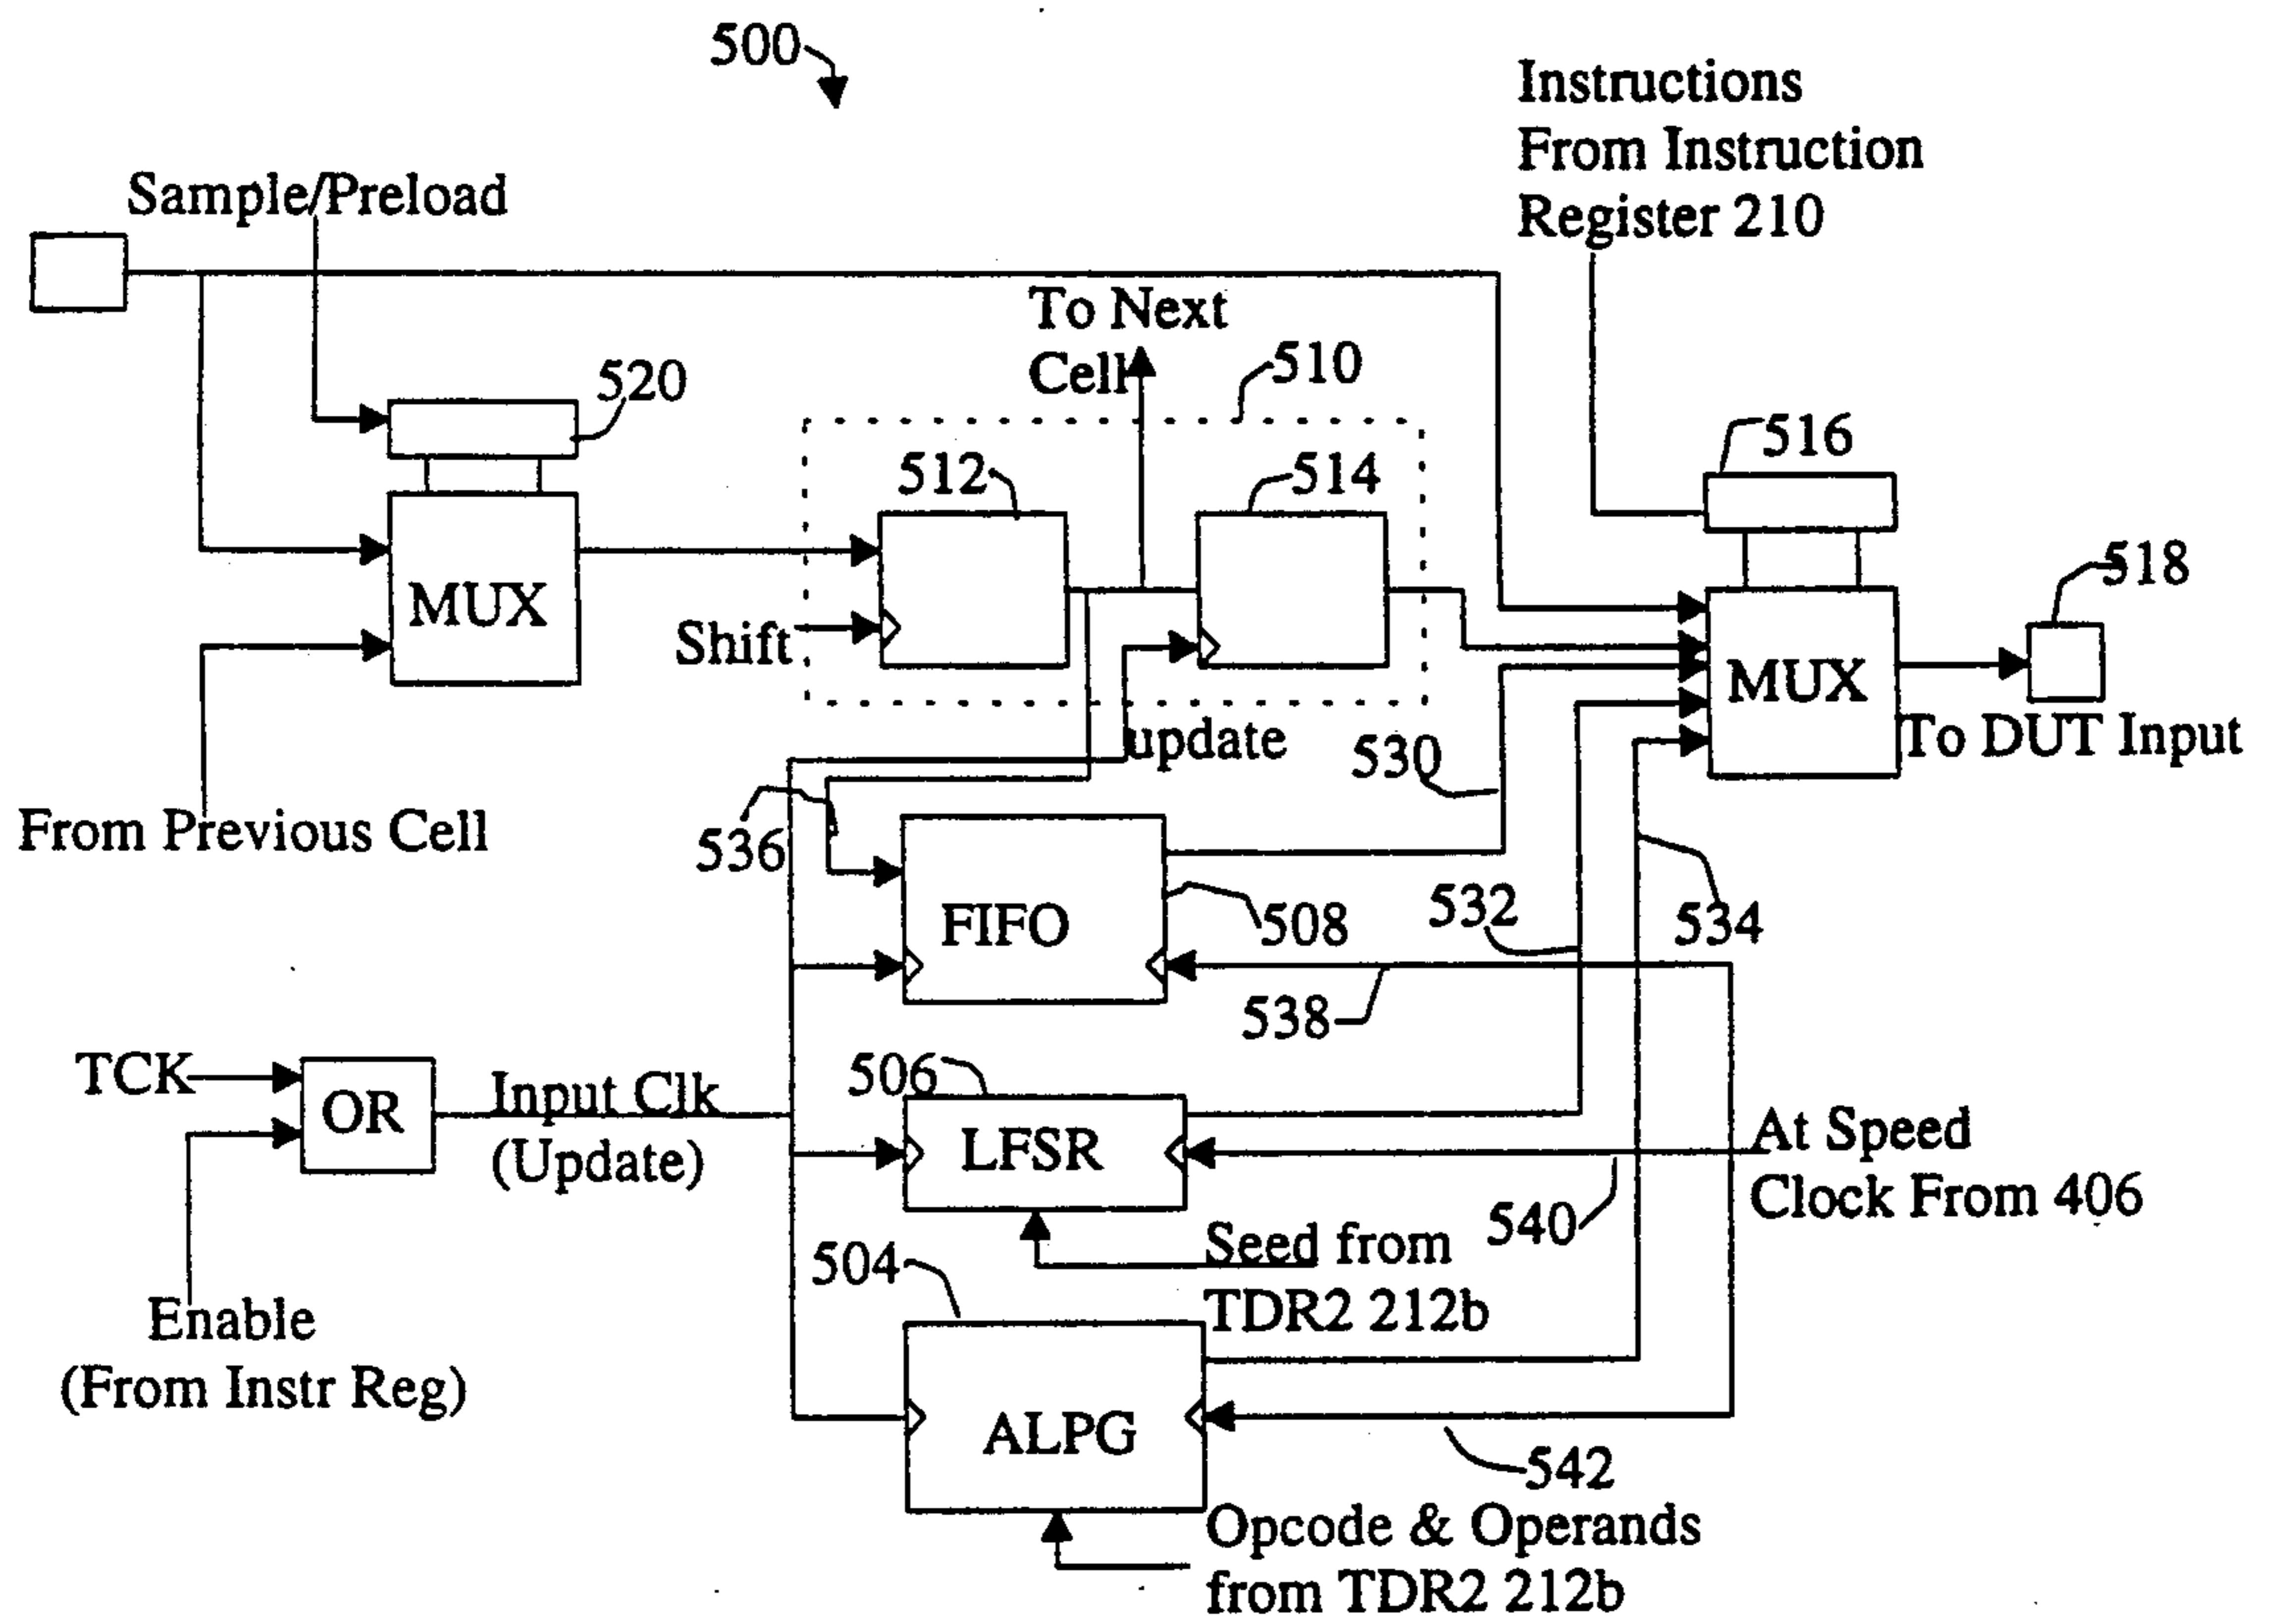 500
Instructions
From Instruction
Register 210
Sample/Preload
To Next
Cell
510
520
516
512
514
518
MUX
Shift
MUX
update
To DUT Input
530
From Previous Cell
536
FIFO
508
532
534
538
TCK
OR
Input Clk
(Update)
506
LFSR
At Speed
Clock From 406
540
504
Seed from
TDR2 212b
Enable
(From Instr Reg)
ALPG
542
Opcode & Operands
from TDR2 212b